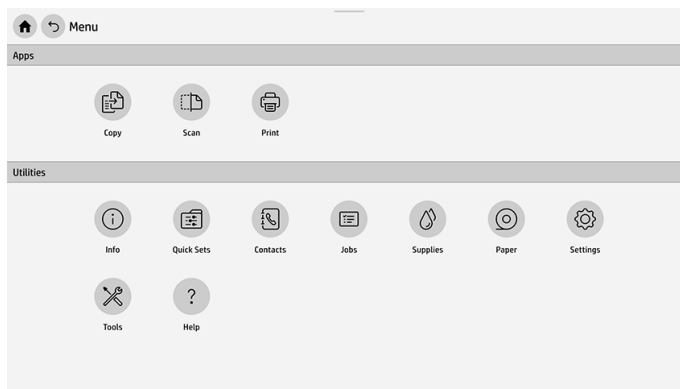 Menu
Apps
Copy Scan Print
Utilities
Info Quick Sets Contacts Jobs Supplies Paper Settings
Tools Help